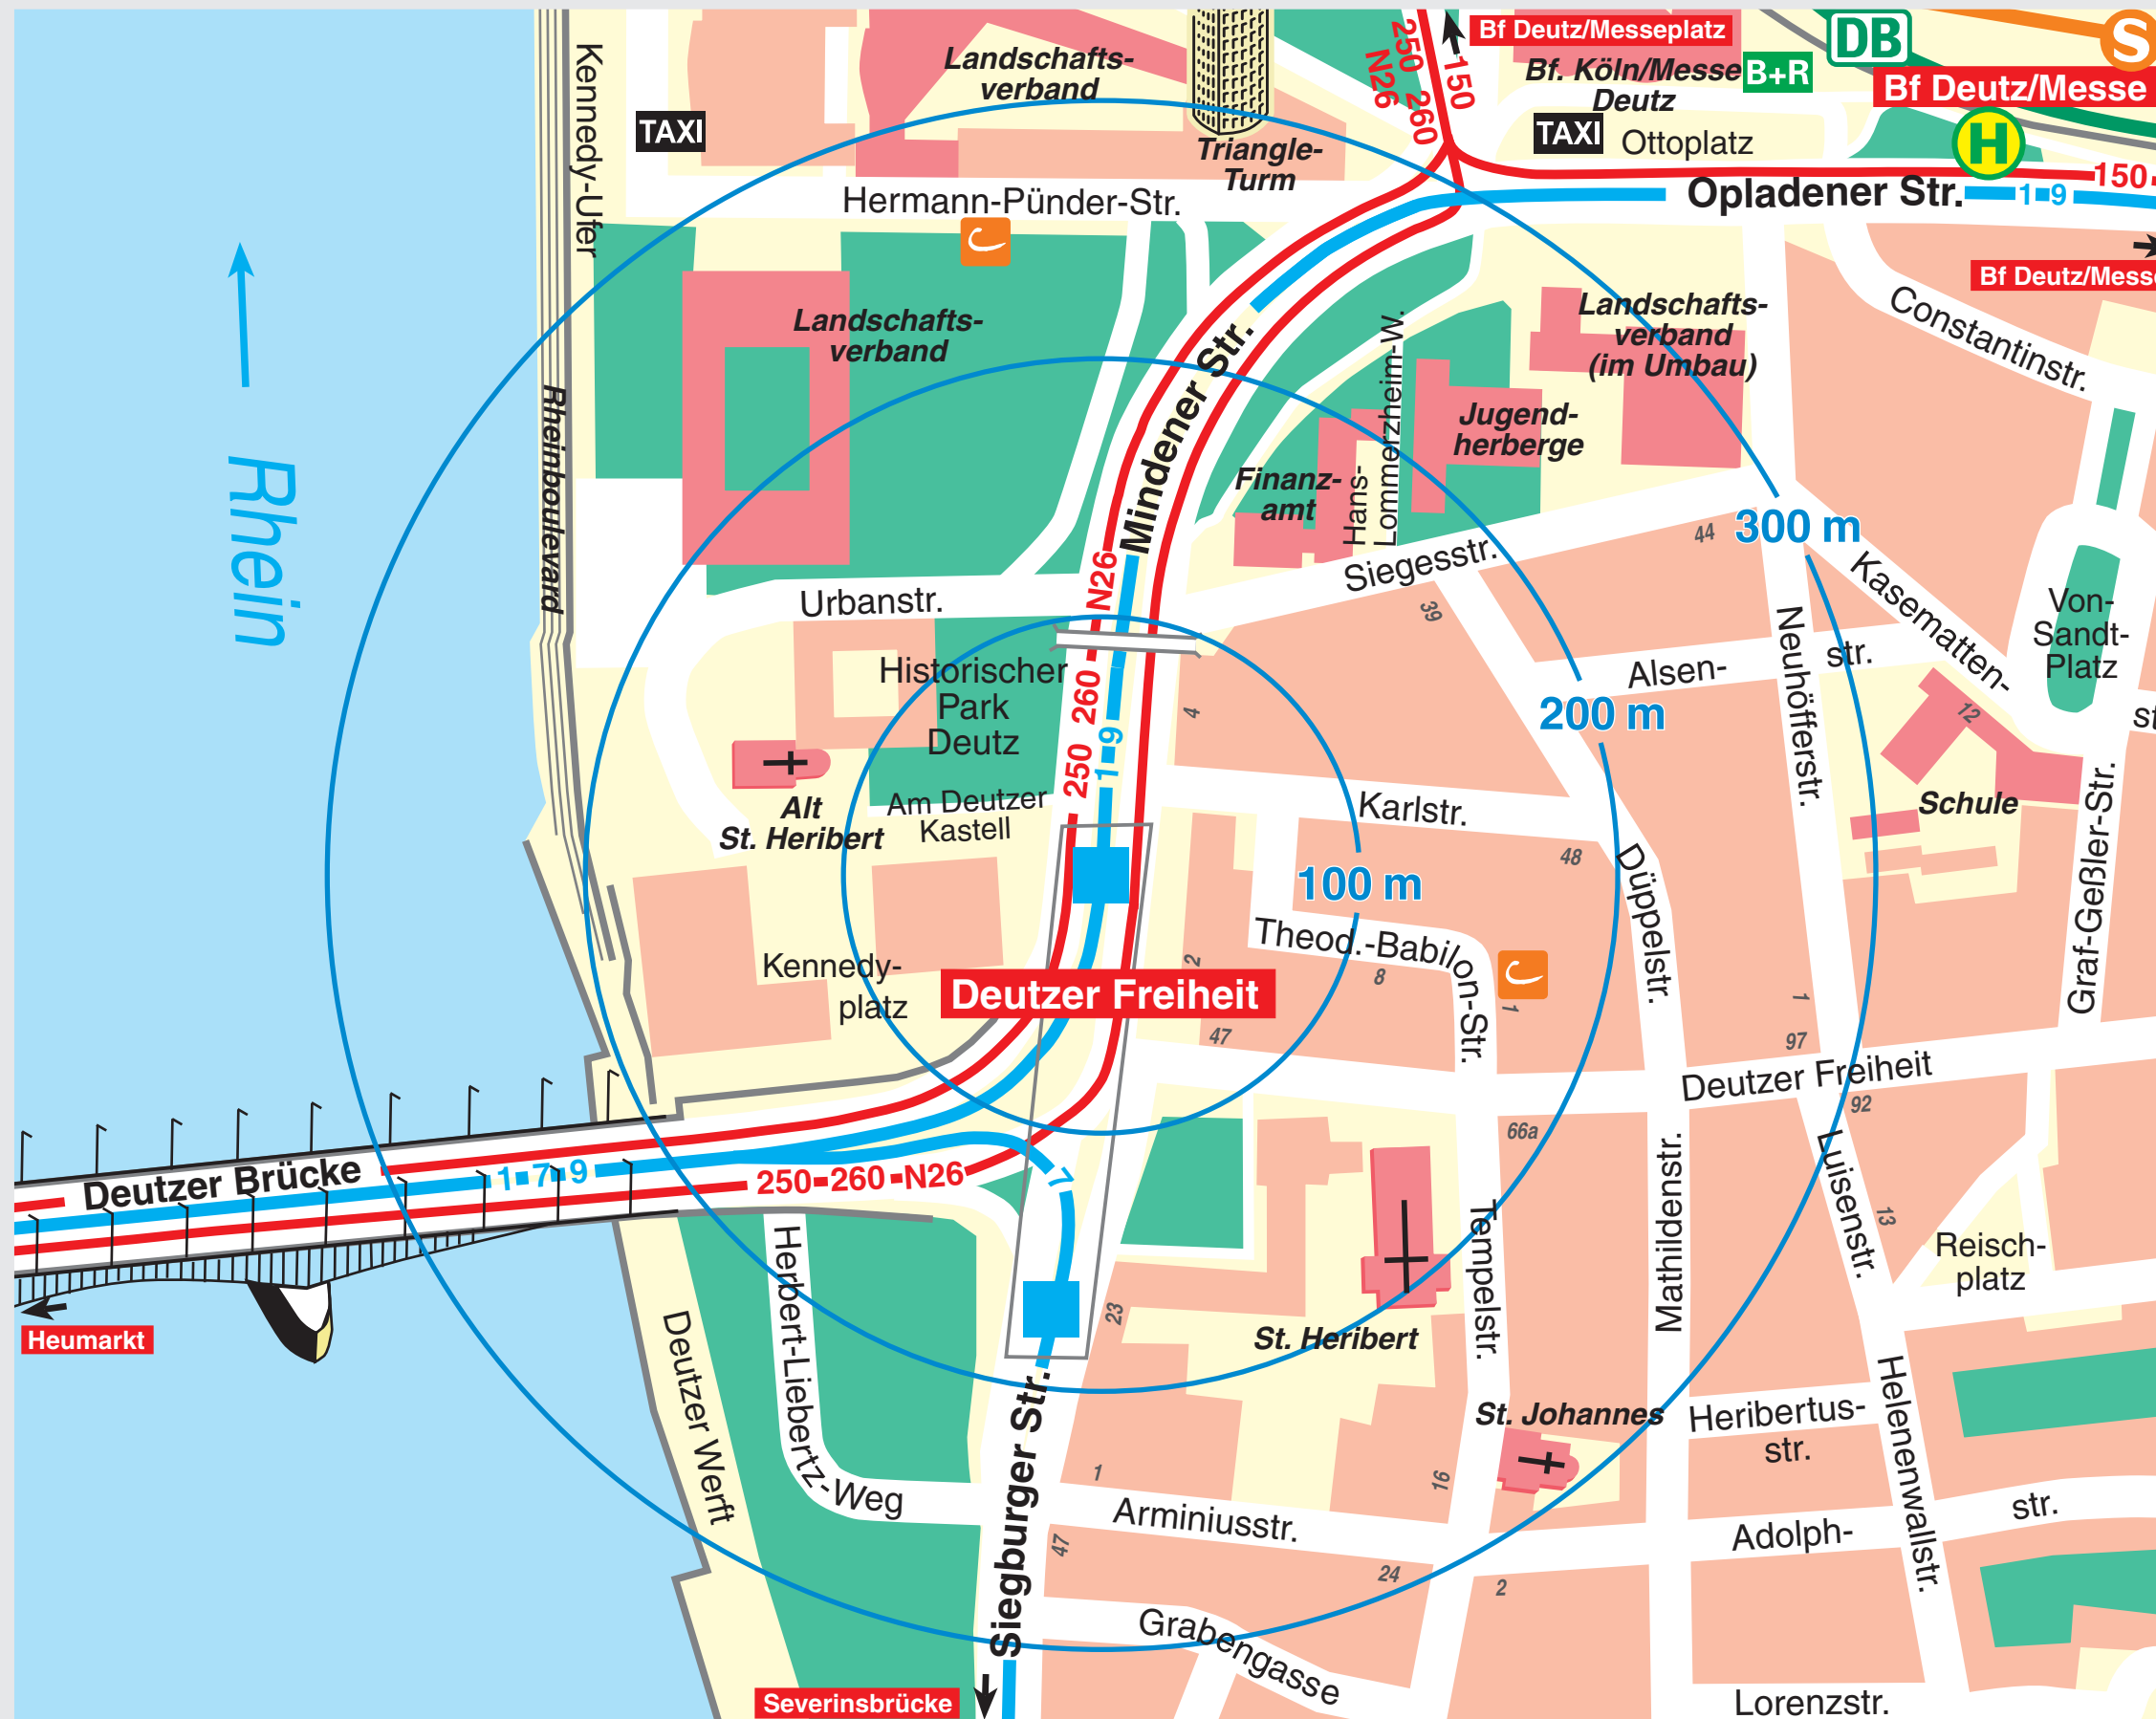 Kennedy-Ufer
TAXI
Landschafts-
verband
Triangle-
Turm
250
N26
260
150
Bf Deutz/Messeplatz
Bf. Köln/Messe
Deutz
B+R
DB
S
Bf Deutz/Messe
TAXI
Ottoplatz
H
150
Hermann-Pünder-Str.
Opladener Str.
1 9
Bf Deutz/Messe
Landschafts-
verband
Mindener Str.
Hans-
Lommerzheim-W.
Landschafts-
verband
(im Umbau)
Constantinstr.
Jugend-
herberge
Finanz-
amt
Rhein
Rheinboulevard
Siegesstr.
44
300 m
Kasematten-
str.
39
N26
Urbanstr.
Historischer
Park
Deutz
260
250
1 9
4
Alsen-
str.
Neuhöfferstr.
Von-
Sandt-
Platz
st
12
200 m
Schule
Alt
St. Heribert
Am Deutzer
Kastell
Karlstr.
48
Düppelstr.
Graf-Geßler-Str.
100 m
Theod.-Babilon-Str.
8
2
1
1
Kennedy-
platz
Deutzer Freiheit
47
97
Deutzer Freiheit
92
66a
Deutzer Brücke
1 7 9
250 260 N26
7
Heumarkt
Herbert-Liebertz-Weg
Deutzer Werft
23
St. Heribert
Tempelstr.
Mathildenstr.
Luisenstr.
13
Reisch-
platz
St. Johannes
Heribertus-
str.
Helenenwallstr.
Siegburger Str.
1
16
Arminiusstr.
47
24
2
Adolph-
str.
Grabengasse
Severinsbrücke
Lorenzstr.